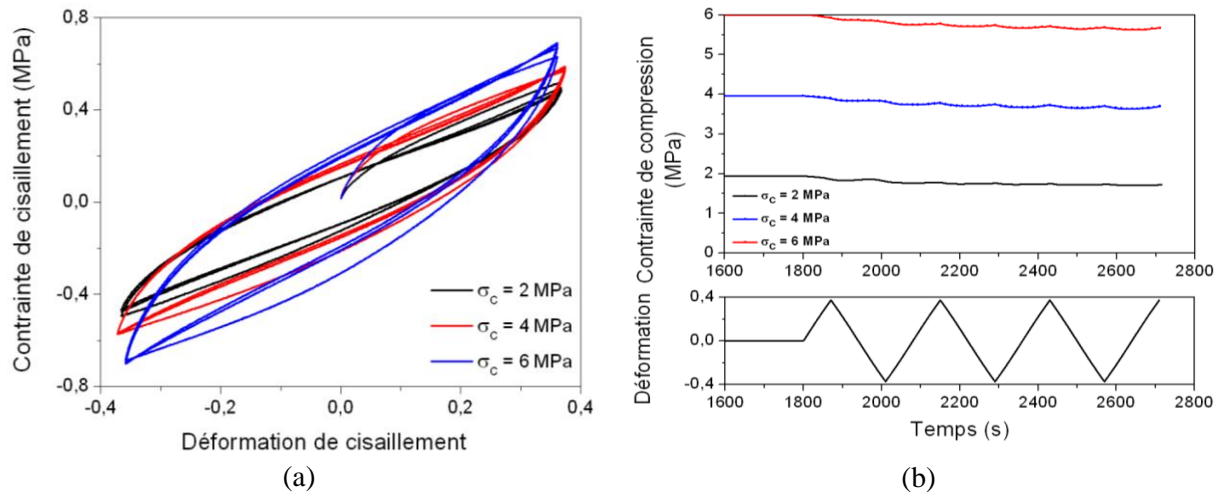 0,8
0,4
0,0
-0,4
-0,8
Contrainte de cisaillement (MPa)
σc = 2 MPa
σc = 4 MPa
σc = 6 MPa
-0,4 -0,2 0,0 0,2 0,4
Déformation de cisaillement
(a)
6
5
4
3
2
1
0
Contrainte de compression
(MPa)
σc = 2 MPa
σc = 4 MPa
σc = 6 MPa
1600 1800 2000 2200 2400 2600 2800
0,4
0,0
-0,4
Déformation
1600 1800 2000 2200 2400 2600 2800
Temps (s)
(b)